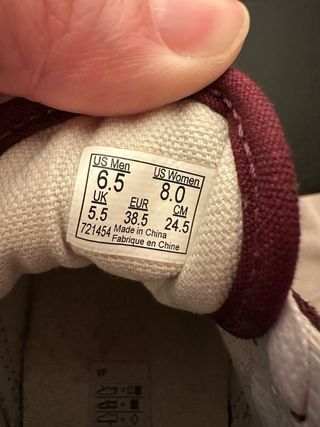 US Men US Women
6.5 8.0
UK EUR CM
5.5 38.5 24.5
721454 Made in China
Fabrique en Chine